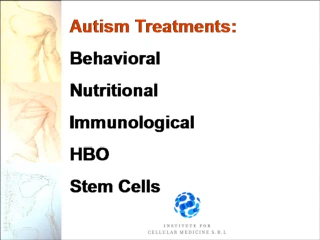 Autism Treatments:
Behavioral
Nutritional
Immunological
HBO
Stem Cells
INSTITUTE FOR
CELLULAR MEDICINE S.R.L